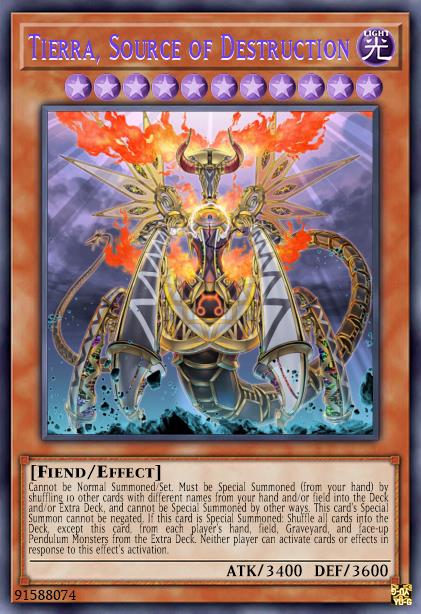 Tierra, Source of Destruction
LIGHT
光
[Fiend/Effect]
Cannot be Normal Summoned/Set. Must be Special Summoned (from your hand) by
shuffling 10 other cards with different names from your hand and/or field into the Deck
and/or Extra Deck, and cannot be Special Summoned by other ways. This card's Special
Summon cannot be negated. If this card is Special Summoned: Shuffle all cards into the
Deck, except this card, from each player's hand, field, Graveyard, and face-up
Pendulum Monsters from the Extra Deck. Neither player can activate cards or effects in
response to this effect's activation.
ATK/3400 DEF/3600
91588074